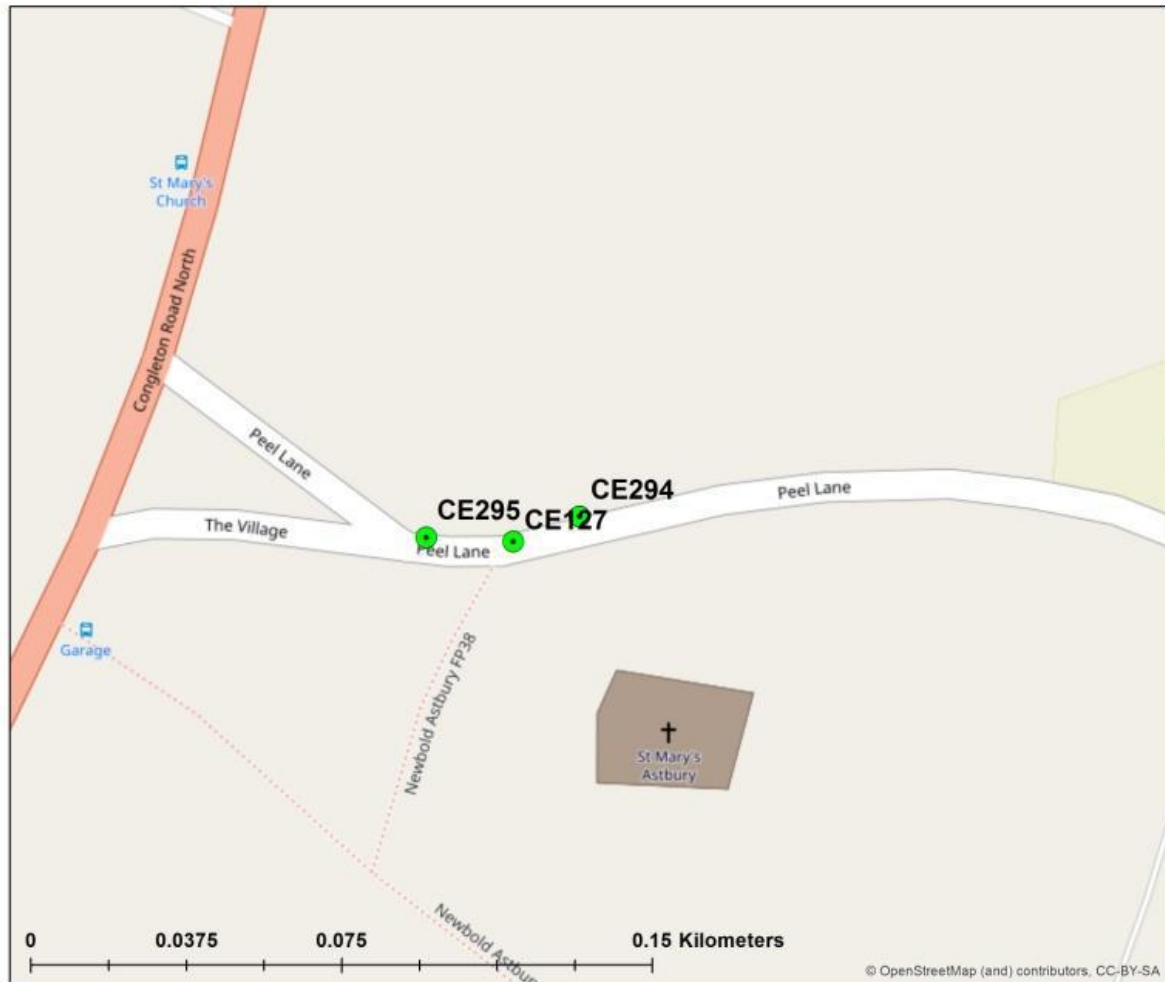 St Mary's
Church
Congleton Road North
Peel Lane
CE294
Peel Lane
CE295
CE127
The Village
Peel Lane
Garage
Newbold Astbury FP38
St Mary's
Astbury
Newbold Astbury
0 0.0375 0.075 0.15 Kilometers
© OpenStreetMap (and) contributors, CC-BY-SA